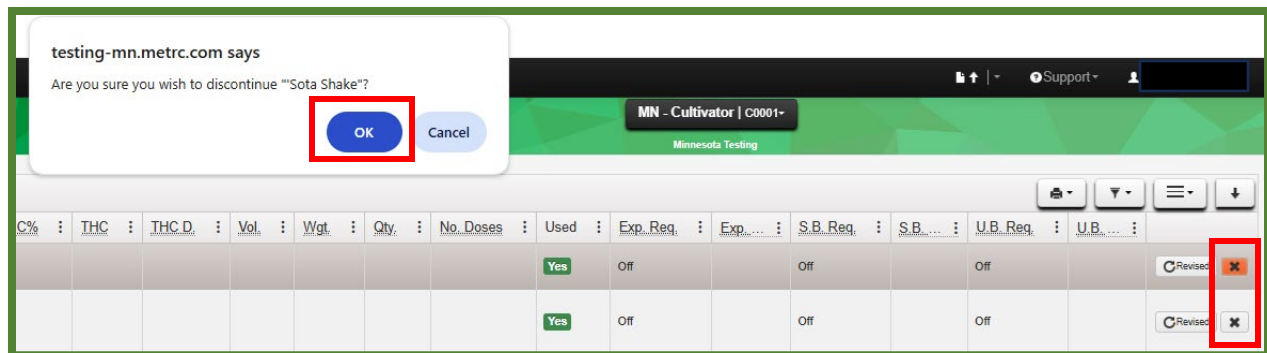 testing-mn.metrc.com says
Are you sure you wish to discontinue "'Sota Shake"?
OK Cancel
Support
MN - Cultivator | C0001
Minnesota Testing
C% THC THC D. Vol. Wgt. Qty. No. Doses Used Exp. Req. Exp. ... S.B. Req. S.B. ... U.B. Req. U.B. ...
Yes Off Off Off Revised
Yes Off Off Off Revised